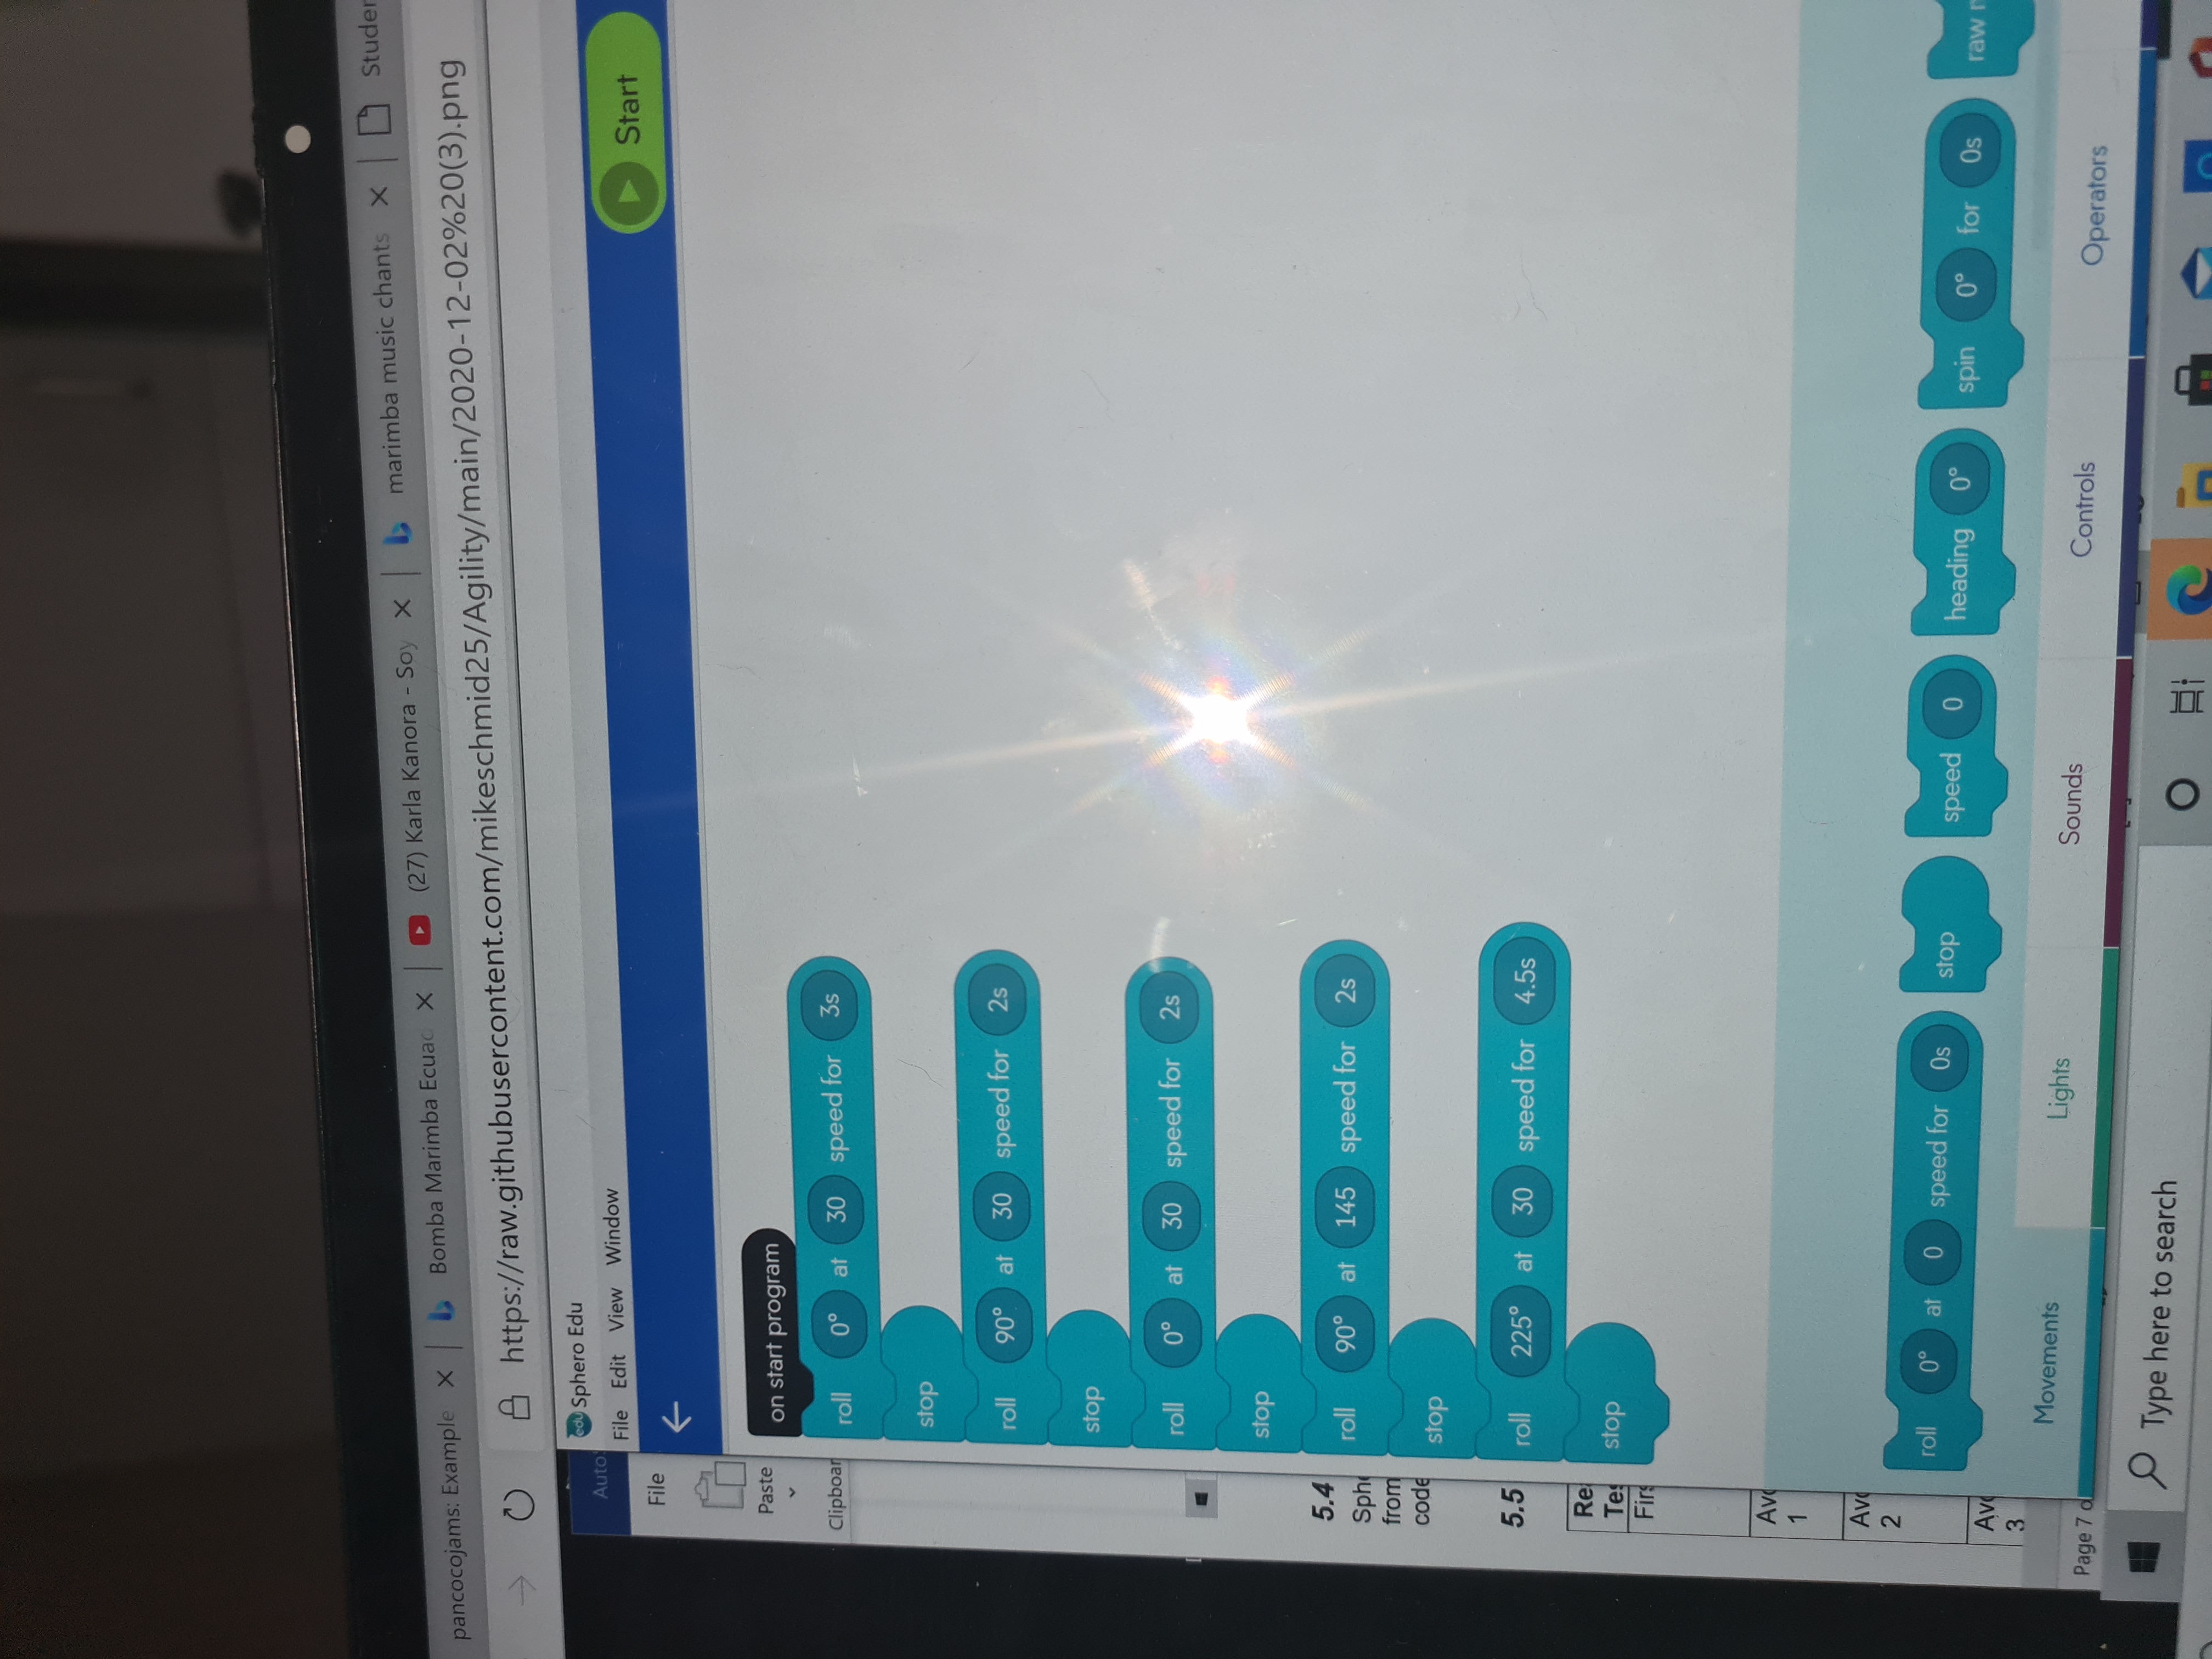 pancocojams: Example
Bomba Marimba Ecuac
(27) Karla Kanora - Soy
marimba music chants
Studer
https://raw.githubusercontent.com/mikeschmid25/Agility/main/2020-12-02%20(3).png
Auto
edu Sphero Edu
File Edit View Window
File
Start
Paste
Clipboar
on start program
roll 0° at 30 speed for 3s
stop
roll 90° at 30 speed for 2s
stop
roll 0° at 30 speed for 2s
stop
roll 90° at 145 speed for 2s
stop
roll 225° at 30 speed for 4.5s
stop
5.4
Sphe
from
code
5.5
Re
Tes
Firs
Avo
1
Avo
2
Avo
3
roll 0° at 0 speed for 0s
stop
speed 0
heading 0°
spin 0° for 0s
raw
Movements
Lights
Sounds
Controls
Operators
Page 7 o
Type here to search